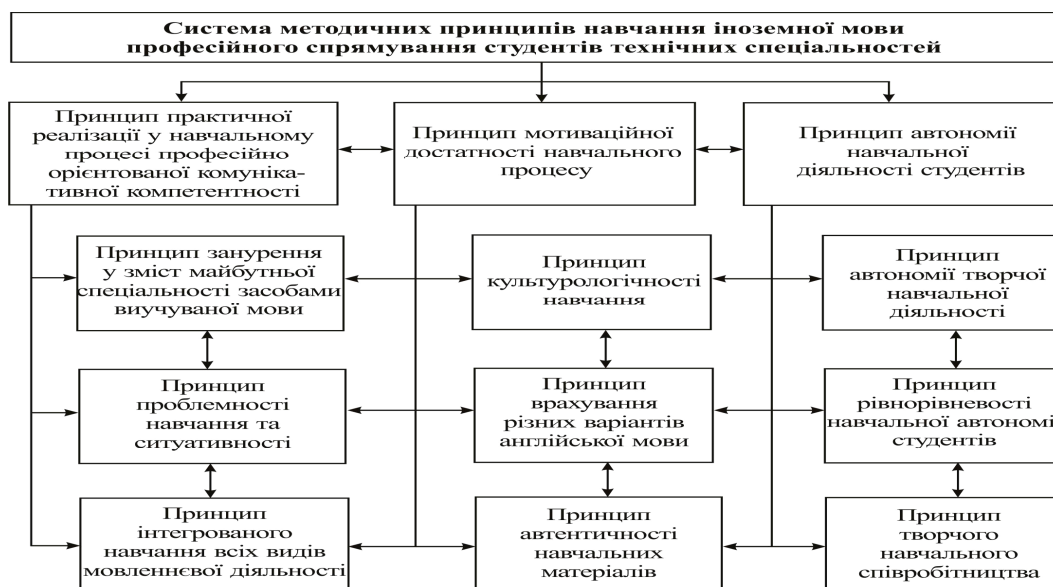 Система методичних принципів навчання іноземної мови
професійного спрямування студентів технічних спеціальностей
Принцип практичної
реалізації у навчальному
процесі професійно
орієнтованої комуніка-
тивної компетентності
Принцип мотиваційної
достатності навчального
процесу
Принцип автономії
навчальної
діяльності студентів
Принцип занурення
у зміст майбутньої
спеціальності засобами
виучуваної мови
Принцип
культурологічності
навчання
Принцип
автономії творчої
навчальної
діяльності
Принцип
проблемності
навчання та
ситуативності
Принцип
врахування
різних варіантів
англійської мови
Принцип
рівнорівневості
навчальної автономі
студентів
Принцип
інтегрованого
навчання всіх видів
мовленнєвої діяльності
Принцип
автентичності
навчальних
матеріалів
Принцип
творчого
навчального
співробітництва